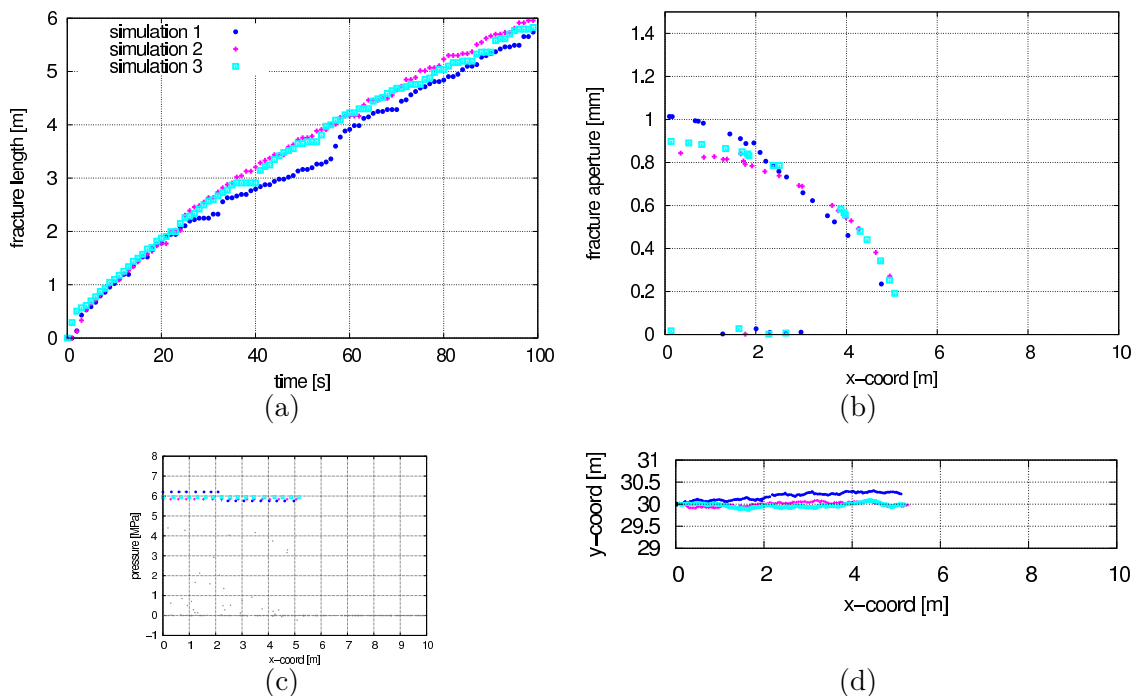 6
5
4
3
2
1
0
fracture length [m]
simulation 1
simulation 2
simulation 3
0 20 40 60 80 100
time [s]
(a)
1.4
1.2
1
0.8
0.6
0.4
0.2
0
fracture aperture [mm]
0 2 4 6 8 10
x-coord [m]
(b)
8
7
6
5
4
3
2
1
0
-1
pressure [MPa]
0 1 2 3 4 5 6 7 8 9 10
x-coord [m]
(c)
31
30.5
30
29.5
29
y-coord [m]
0 2 4 6 8 10
x-coord [m]
(d)